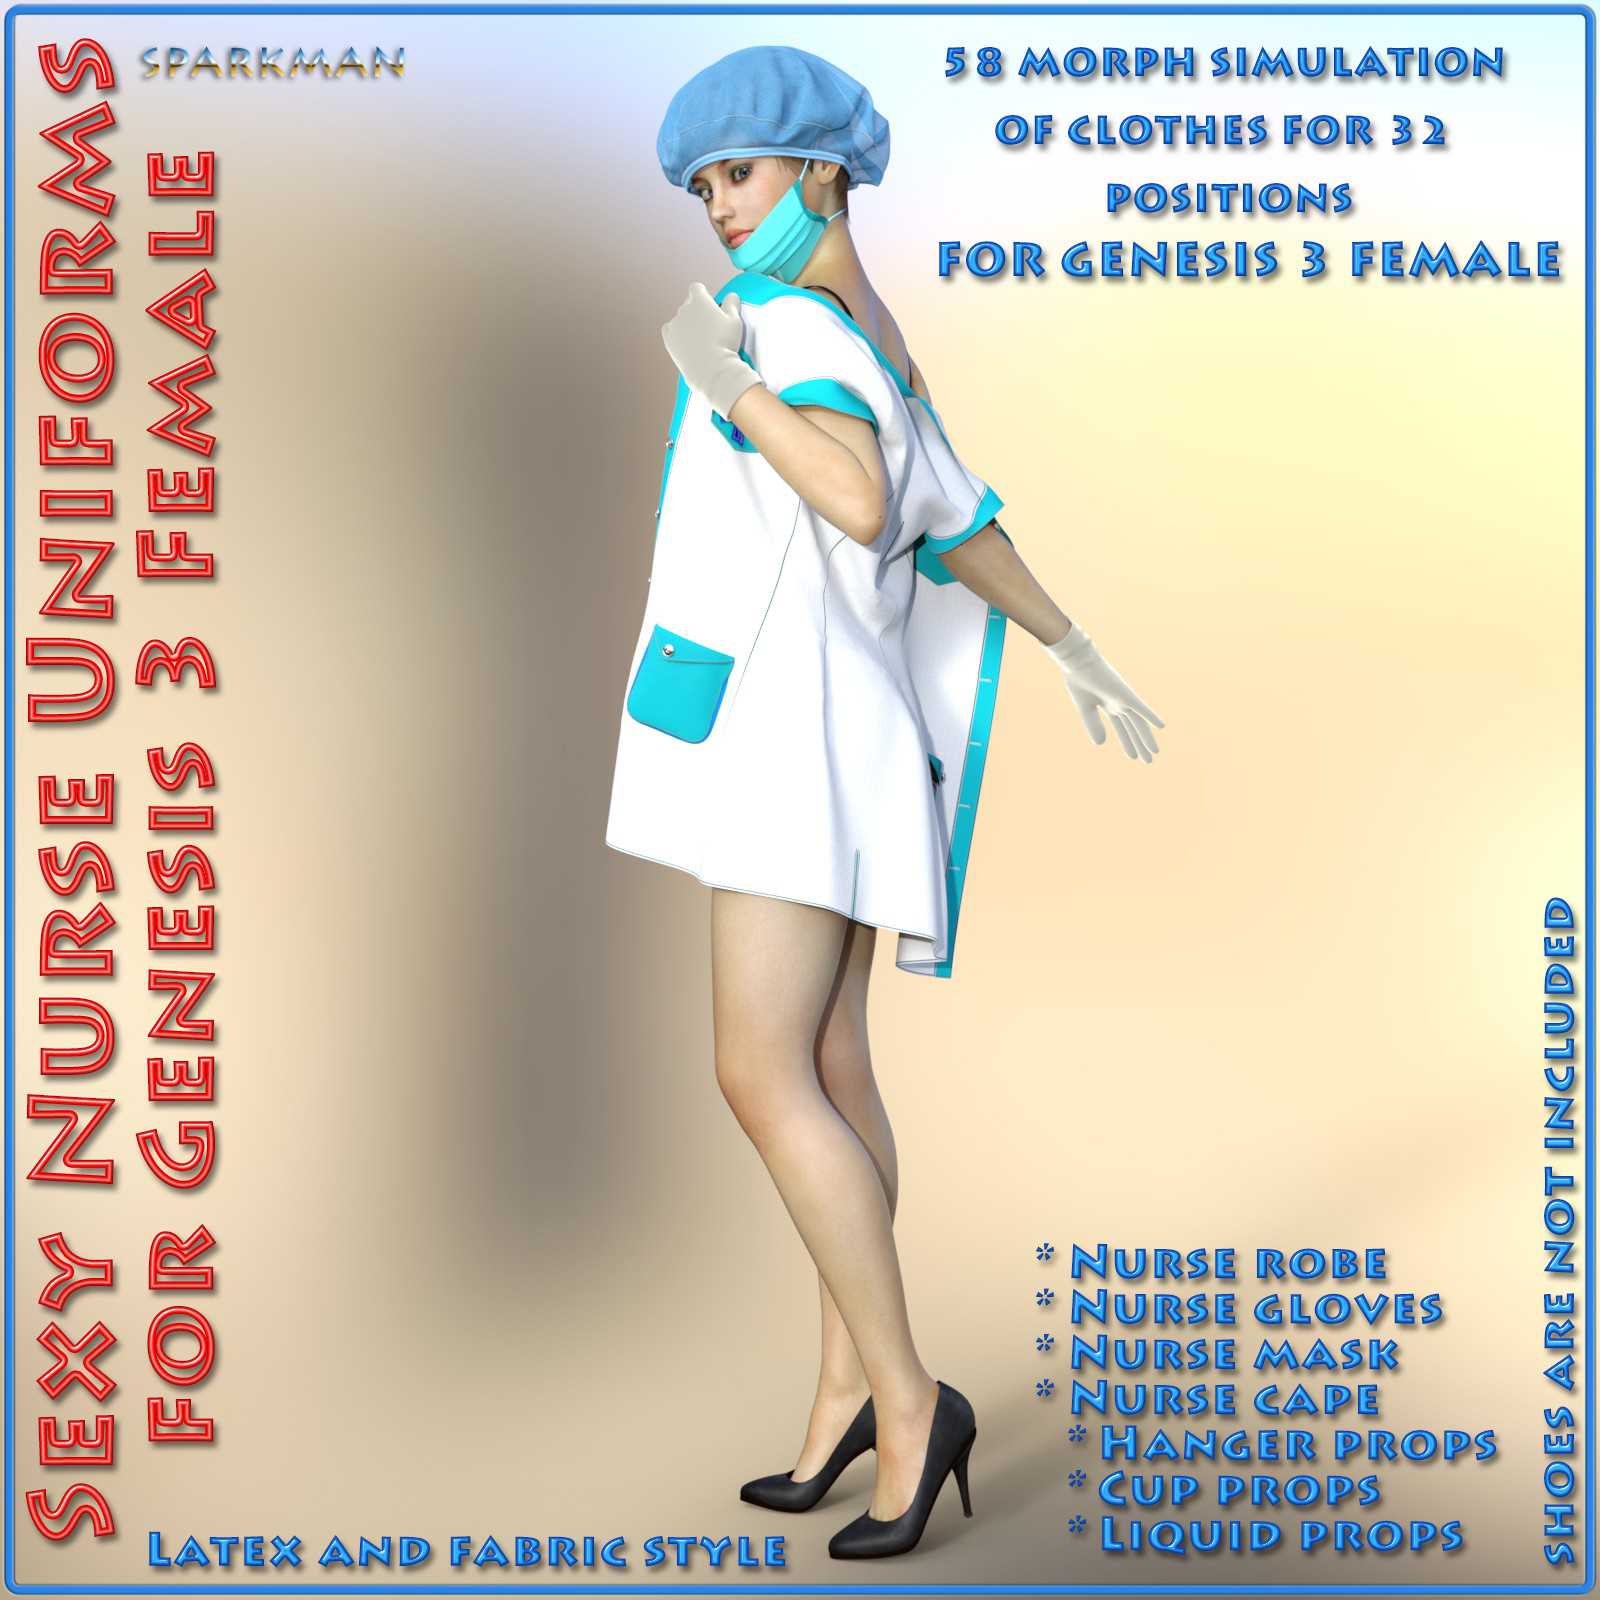 SEXY NURSE UNIFORMS
FOR GENESIS 3 FEMALE
SPARKMAN
58 MORPH SIMULATION
OF CLOTHES FOR 32
POSITIONS
FOR GENESIS 3 FEMALE
* NURSE ROBE
* NURSE GLOVES
* NURSE MASK
* NURSE CAPE
* HANGER PROPS
* CUP PROPS
* LIQUID PROPS
SHOES ARE NOT INCLUDED
LATEX AND FABRIC STYLE